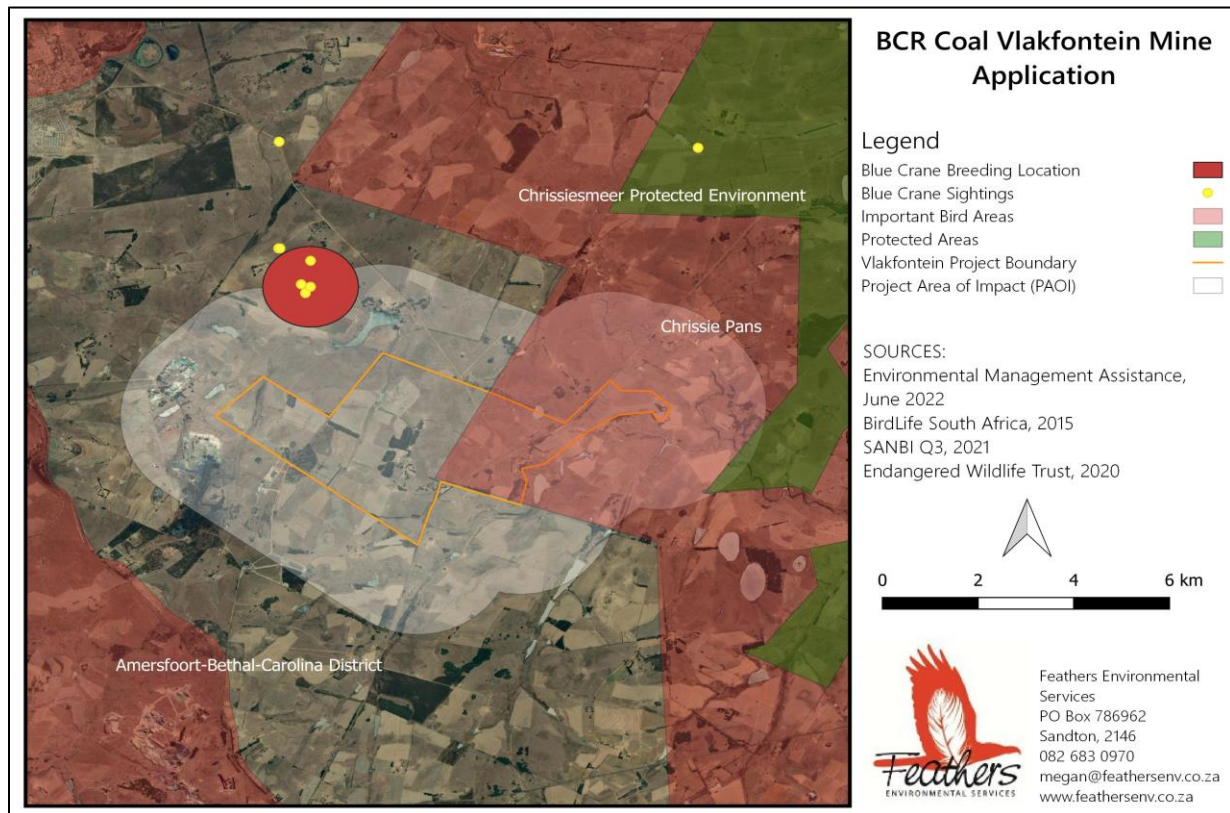 BCR Coal Vlakfontein Mine
Application
Legend
Blue Crane Breeding Location
Blue Crane Sightings
Important Bird Areas
Protected Areas
Vlakfontein Project Boundary
Project Area of Impact (PAOI)
Chrissiesmeer Protected Environment
Chrissie Pans
Amersfoort-Bethal-Carolina District
SOURCES:
Environmental Management Assistance,
June 2022
BirdLife South Africa, 2015
SANBI Q3, 2021
Endangered Wildlife Trust, 2020
0 2 4 6 km
Feathers
ENVIRONMENTAL SERVICES
Feathers Environmental
Services
PO Box 786962
Sandton, 2146
082 683 0970
megan@feathersenv.co.za
www.feathersenv.co.za